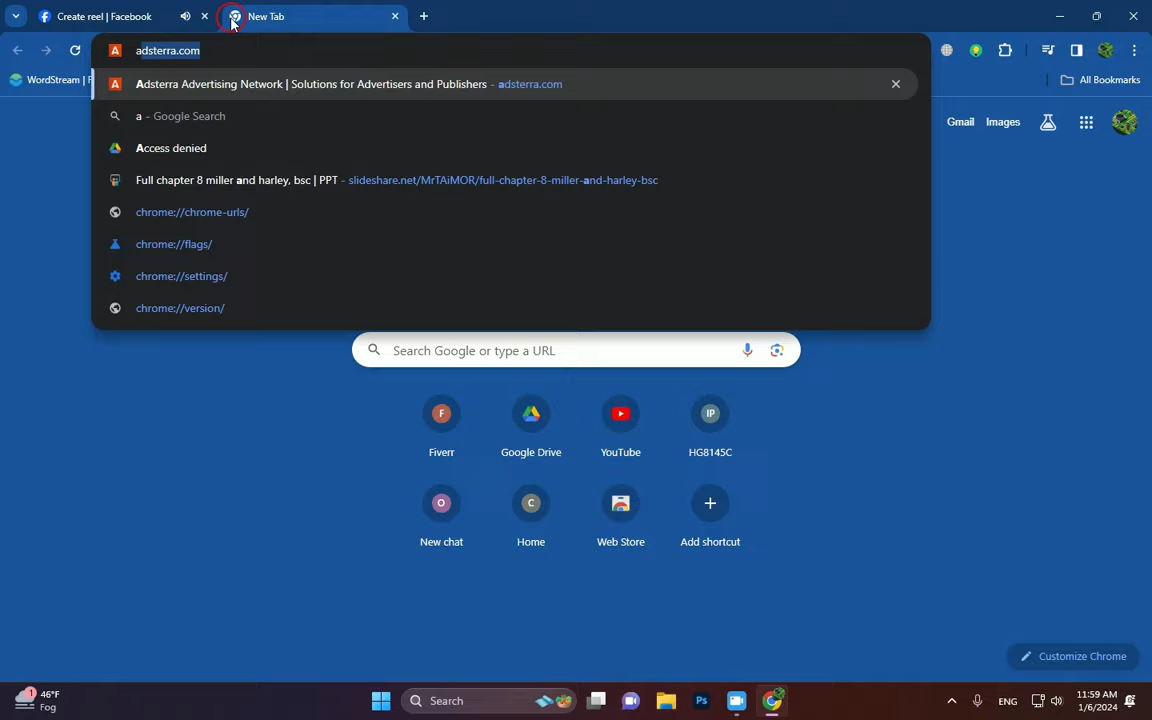 Create reel | Facebook
New Tab
adsterra.com
WordStream | F
All Bookmarks
Adsterra Advertising Network | Solutions for Advertisers and Publishers - adsterra.com
a - Google Search
Access denied
Full chapter 8 miller and harley, bsc | PPT - slideshare.net/MrTAiMOR/full-chapter-8-miller-and-harley-bsc
chrome://chrome-urls/
chrome://flags/
chrome://settings/
chrome://version/
Gmail Images
Search Google or type a URL
F
IP
Fiverr
Google Drive
YouTube
HG8145C
O
C
New chat
Home
Web Store
Add shortcut
Customize Chrome
1
46°F
Fog
Search
Ps
ENG
11:59 AM
1/6/2024